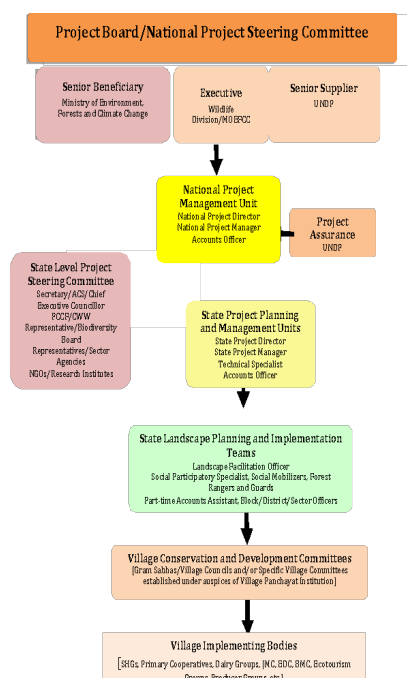 Project Board/National Project Steering Committee
Senior Beneficiary
Ministry of Environment,
Forests and Climate Change
Executive
Wildlife
Division/MOEFCC
Senior Supplier
UNDP
National Project
Management Unit
National Project Director
National Project Manager
Accounts Officer
Project
Assurance
UNDP
State Level Project
Steering Committee
Secretary/ACS/Chief
Executive Councillor
PCCF/CWW
Representative/Biodiversity
Board
Representatives/Sector
Agencies
NGOs/Research Institutes
State Project Planning
and Management Units
State Project Director
State Project Manager
Technical Specialist
Accounts Officer
State Landscape Planning and Implementation
Teams
Landscape Facilitation Officer
Social Participatory Specialist, Social Mobilizers, Forest
Rangers and Guards
Part-time Accounts Assistant, Block/District/Sector Officers
Village Conservation and Development Committees
(Gram Sabhas/Village Councils and/or Specific Village Committees
established under auspices of Village Panchayat Institution)
Village Implementing Bodies
[SHGs, Primary Cooperatives, Dairy Groups, JMC, EDC, BMC, Ecotourism
Groups, Producer Groups, etc.)